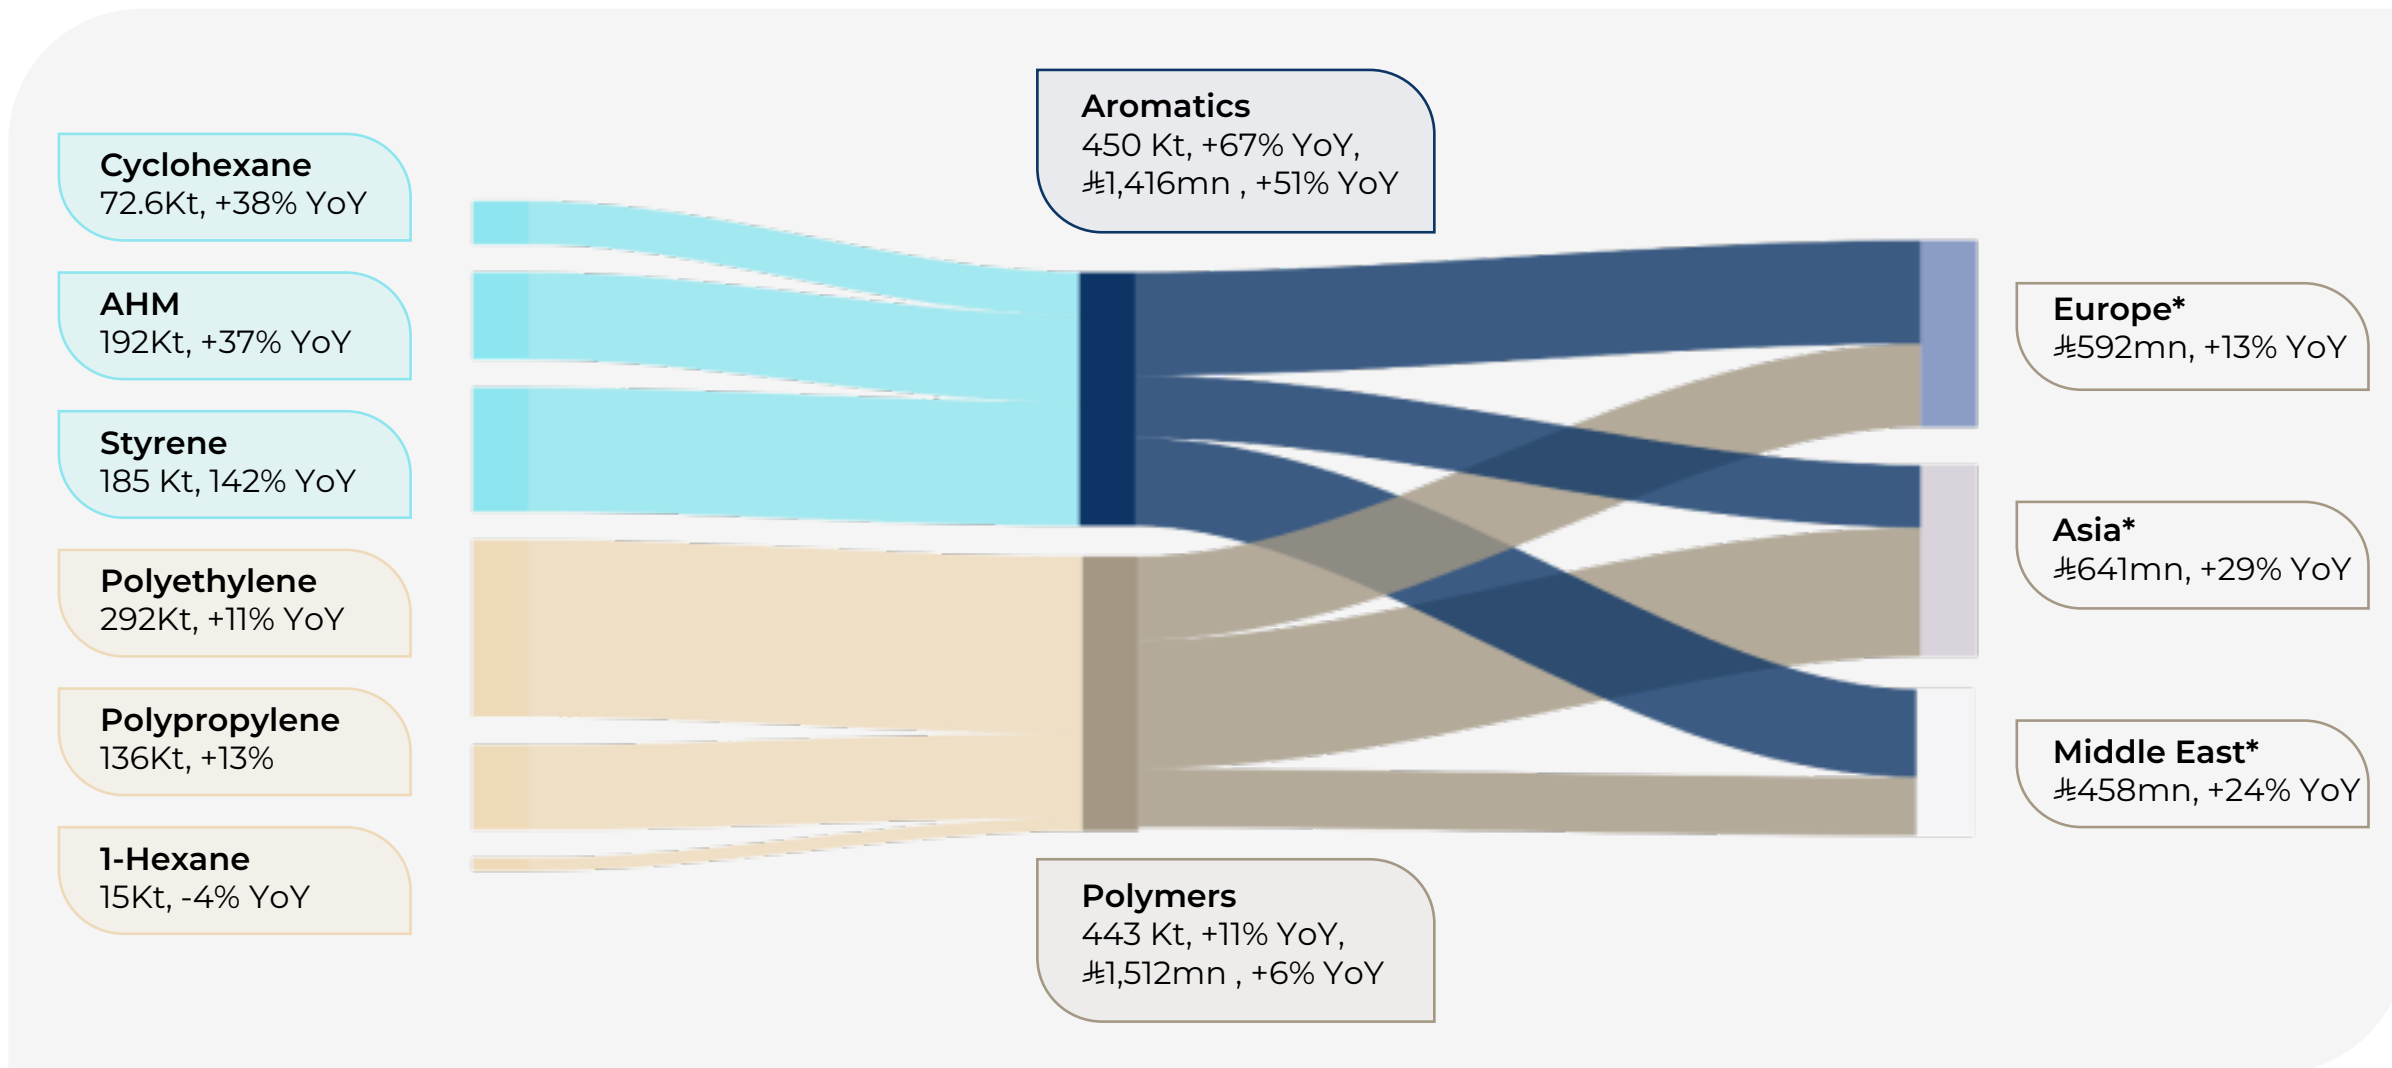 Cyclohexane
72.6Kt, +38% YoY
AHM
192Kt, +37% YoY
Styrene
185 Kt, 142% YoY
Polyethylene
292Kt, +11% YoY
Polypropylene
136Kt, +13%
1-Hexane
15Kt, -4% YoY
Aromatics
450 Kt, +67% YoY,
⃁1,416mn , +51% YoY
Polymers
443 Kt, +11% YoY,
⃁1,512mn , +6% YoY
Europe*
⃁592mn, +13% YoY
Asia*
⃁641mn, +29% YoY
Middle East*
⃁458mn, +24% YoY